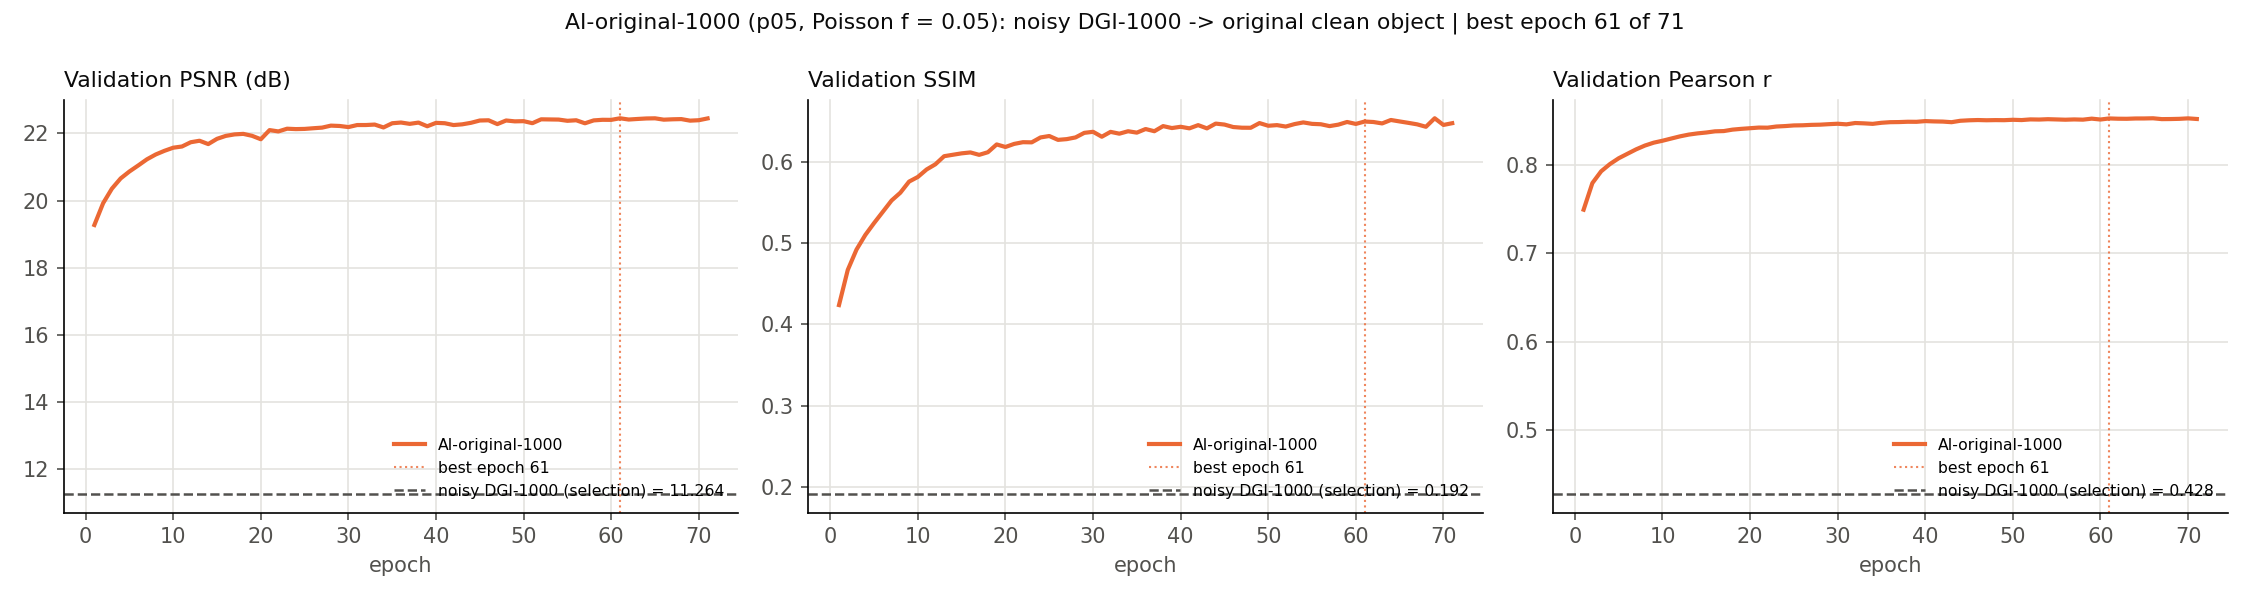 AI-original-1000 (p05, Poisson f = 0.05): noisy DGI-1000 -> original clean object | best epoch 61 of 71
Validation PSNR (dB)
22
20
18
16
14
12
AI-original-1000
best epoch 61
noisy DGI-1000 (selection) = 11.264
0 10 20 30 40 50 60 70
epoch
Validation SSIM
0.6
0.5
0.4
0.3
0.2
AI-original-1000
best epoch 61
noisy DGI-1000 (selection) = 0.192
0 10 20 30 40 50 60 70
epoch
Validation Pearson r
0.8
0.7
0.6
0.5
AI-original-1000
best epoch 61
noisy DGI-1000 (selection) = 0.428
0 10 20 30 40 50 60 70
epoch